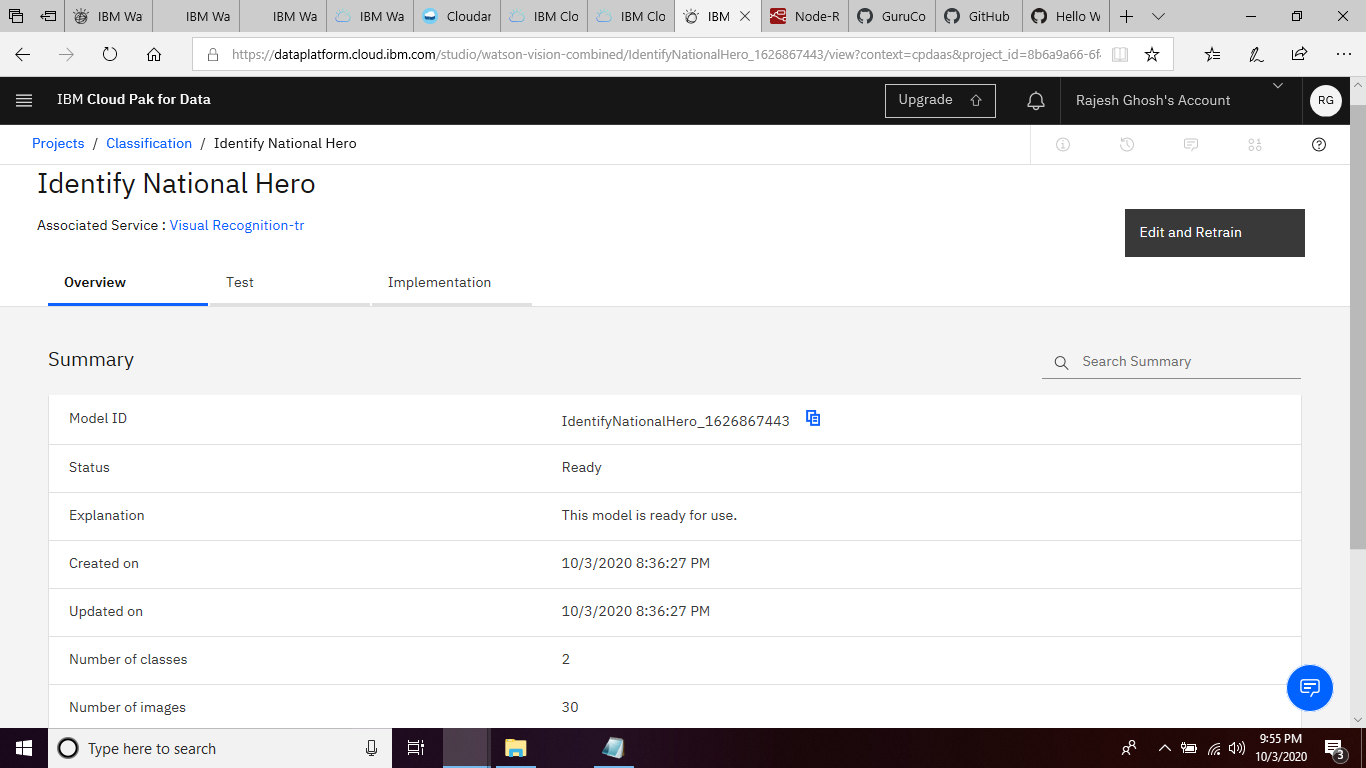 IBM Wa
IBM Wa
IBM Wa
IBM Wa
Cloudar
IBM Clo
IBM Clo
IBM
Node-R
GuruCo
GitHub
Hello W
https://dataplatform.cloud.ibm.com/studio/watson-vision-combined/IdentifyNationalHero_1626867443/view?context=cpdaas&project_id=8b6a9a66-6f
IBM Cloud Pak for Data
Upgrade
Rajesh Ghosh's Account
RG
Projects / Classification / Identify National Hero
Identify National Hero
Associated Service : Visual Recognition-tr
Edit and Retrain
Overview
Test
Implementation
Summary
Search Summary
Model ID IdentifyNationalHero_1626867443
Status Ready
Explanation This model is ready for use.
Created on 10/3/2020 8:36:27 PM
Updated on 10/3/2020 8:36:27 PM
Number of classes 2
Number of images 30
Type here to search
9:55 PM
10/3/2020
3